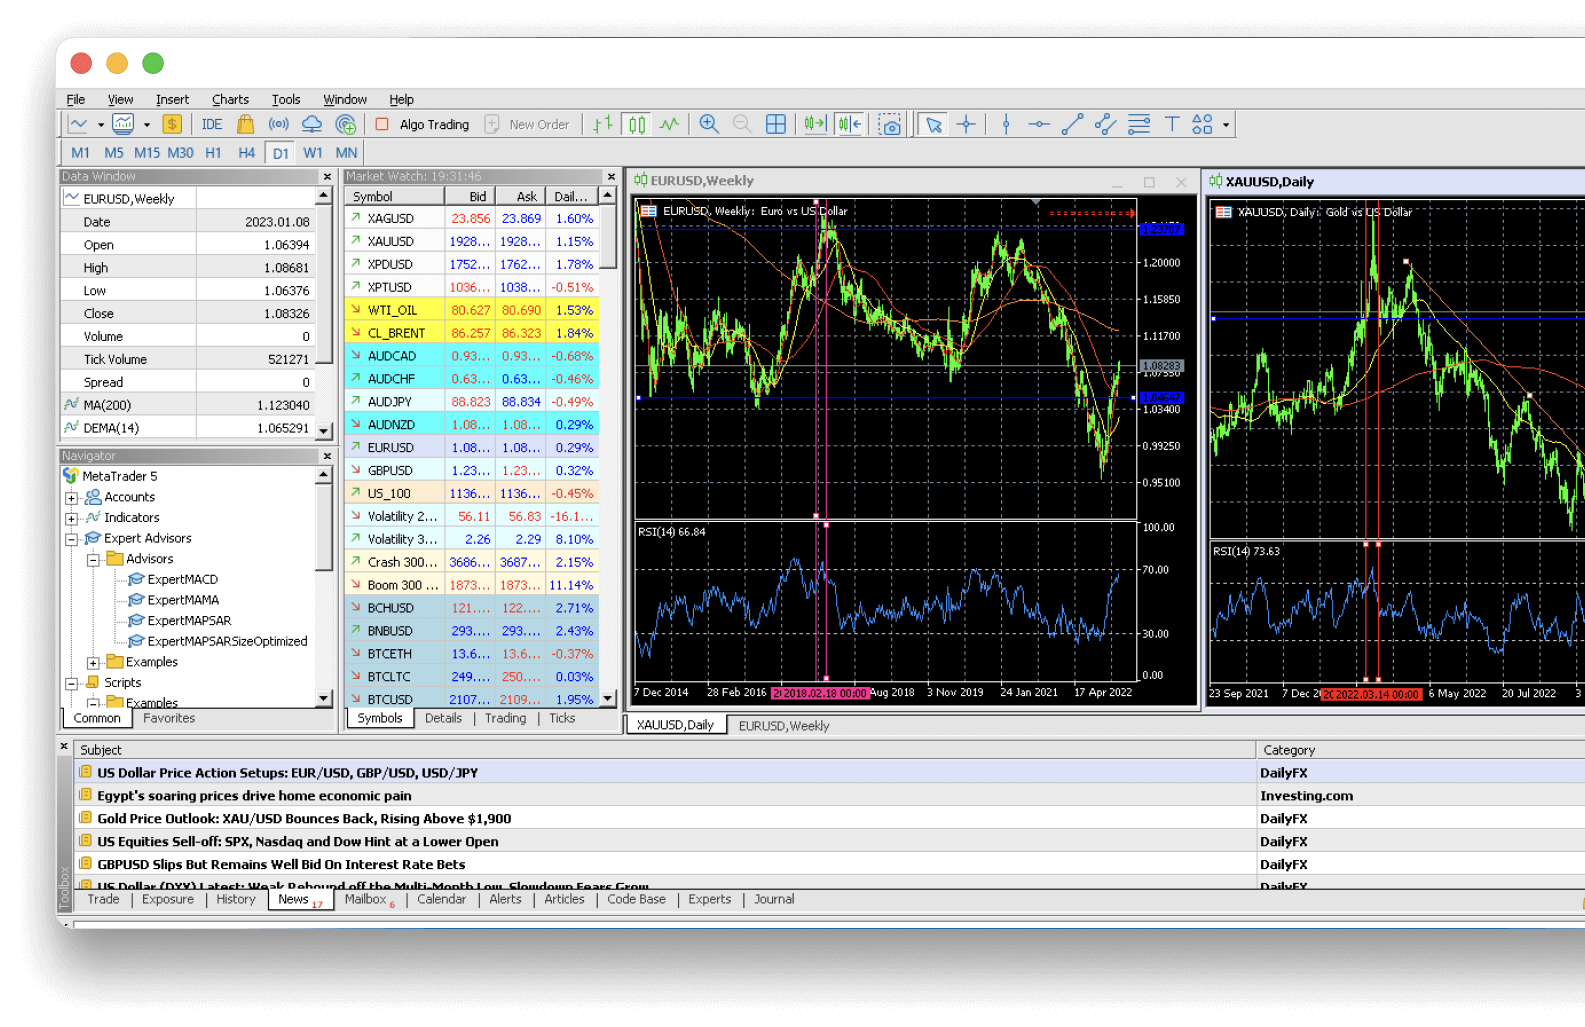 File View Insert Charts Tools Window Help
IDE Algo Trading New Order
M1 M5 M15 M30 H1 H4 D1 W1 MN
Data Window
EURUSD,Weekly
Date 2023.01.08
Open 1.06394
High 1.08681
Low 1.06376
Close 1.08326
Volume 0
Tick Volume 521271
Spread 0
MA(200) 1.123040
DEMA(14) 1.065291
Navigator
MetaTrader 5
Accounts
Indicators
Expert Advisors
Advisors
ExpertMACD
ExpertMAMA
ExpertMAPSAR
ExpertMAPSARSizeOptimized
Examples
Scripts
Examples
Common Favorites
Market Watch: 19:31:46
Symbol Bid Ask Dail...
XAGUSD 23.856 23.869 1.60%
XAUUSD 1928... 1928... 1.15%
XPDUSD 1752... 1762... 1.78%
XPTUSD 1036... 1038... -0.51%
WTI_OIL 80.627 80.690 1.53%
CL_BRENT 86.257 86.323 1.84%
AUDCAD 0.93... 0.93... -0.68%
AUDCHF 0.63... 0.63... -0.46%
AUDJPY 88.823 88.834 -0.49%
AUDNZD 1.08... 1.08... 0.29%
EURUSD 1.08... 1.08... 0.29%
GBPUSD 1.23... 1.23... 0.32%
US_100 1136... 1136... -0.45%
Volatility 2... 56.11 56.83 -16.1...
Volatility 3... 2.26 2.29 8.10%
Crash 300... 3686... 3687... 2.15%
Boom 300 ... 1873... 1873... 11.14%
BCHUSD 121.... 122.... 2.71%
BNBUSD 293.... 293.... 2.43%
BTCETH 13.6... 13.6... -0.37%
BTCLTC 249.... 250.... 0.03%
BTCUSD 2107... 2109... 1.95%
Symbols Details Trading Ticks
EURUSD,Weekly
EURUSD, Weekly: Euro vs US Dollar
1.23707
1.20000
1.15850
1.11700
1.08283
1.07550
1.03400
0.99250
0.95100
RSI(14) 66.84
100.00
70.00
30.00
0.00
7 Dec 2014 28 Feb 2016 2018.02.18 00:00 Aug 2018 3 Nov 2019 24 Jan 2021 17 Apr 2022
XAUUSD,Daily
XAUUSD, Daily: Gold vs US Dollar
RSI(14) 73.63
23 Sep 2021 7 Dec 2022.03.14 00:00 6 May 2022 20 Jul 2022 3
XAUUSD,Daily EURUSD,Weekly
Subject Category
US Dollar Price Action Setups: EUR/USD, GBP/USD, USD/JPY DailyFX
Egypt's soaring prices drive home economic pain Investing.com
Gold Price Outlook: XAU/USD Bounces Back, Rising Above $1,900 DailyFX
US Equities Sell-off: SPX, Nasdaq and Dow Hint at a Lower Open DailyFX
GBPUSD Slips But Remains Well Bid On Interest Rate Bets DailyFX
US Dollar (DXY) Latest: Weak Rebound off the Multi-Month Low, Slowdown Fears Grow DailyFX
Toolbox
Trade Exposure History News 17 Mailbox 6 Calendar Alerts Articles Code Base Experts Journal